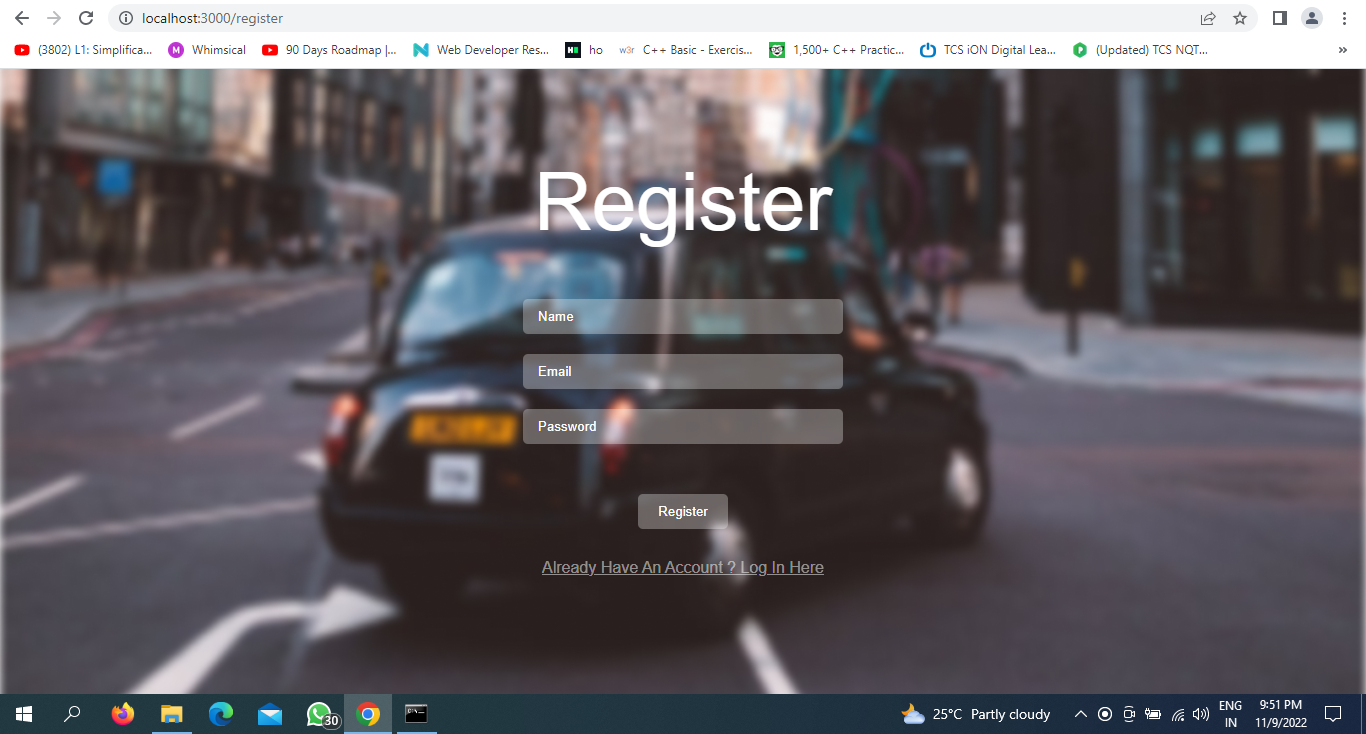 localhost:3000/register
(3802) L1: Simplifica...
M
Whimsical
90 Days Roadmap |...
Web Developer Res...
ho
w3r
C++ Basic - Exercis...
1,500+ C++ Practic...
TCS iON Digital Lea...
(Updated) TCS NQT...
»
Register
Name
Email
Password
Register
Already Have An Account ? Log In Here
30
25°C Partly cloudy
ENG
IN
9:51 PM
11/9/2022